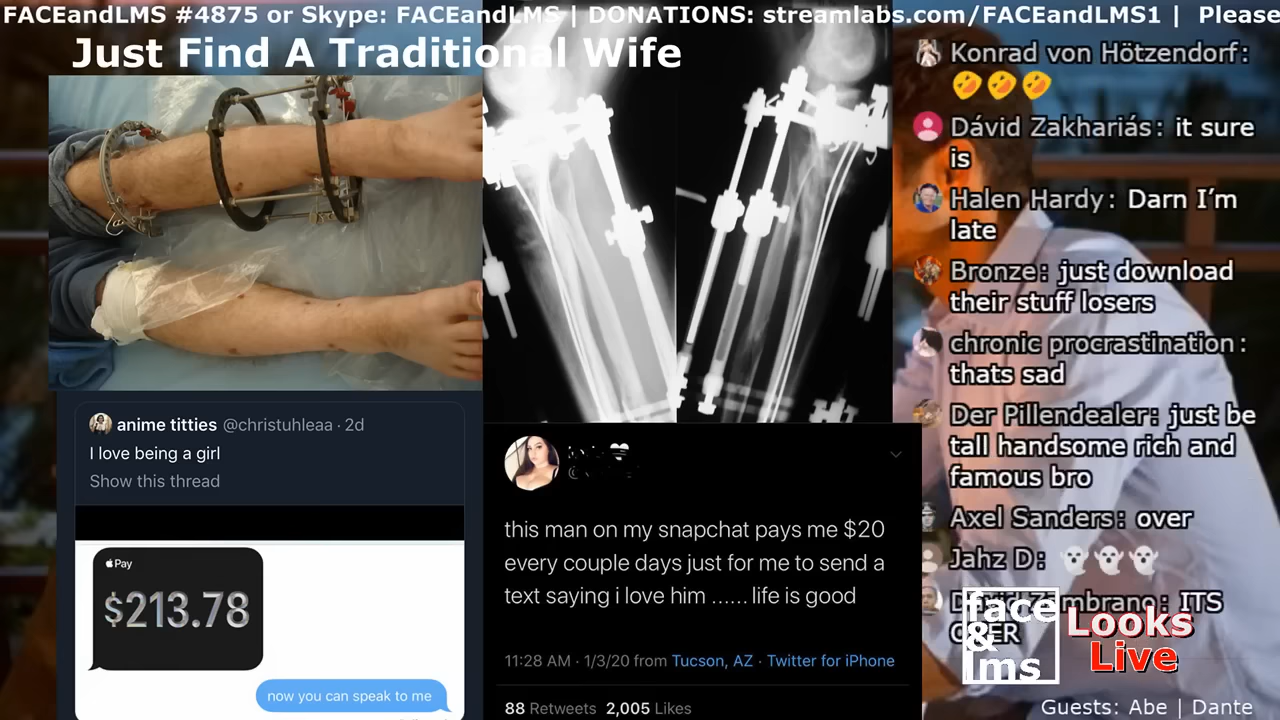 FACEandLMS #4875 or Skype: FACEandLMS | DONATIONS: streamlabs.com/FACEandLMS1 | Please
Just Find A Traditional Wife
anime titties @christuhleaa · 2d
I love being a girl
Show this thread
Pay
$213.78
now you can speak to me
this man on my snapchat pays me $20
every couple days just for me to send a
text saying i love him ...... life is good
11:28 AM · 1/3/20 from Tucson, AZ · Twitter for iPhone
88 Retweets 2,005 Likes
Konrad von Hötzendorf:
🤣🤣🤣
Dávid Zakhariás: it sure
is
Halen Hardy: Darn I’m
late
Bronze: just download
their stuff losers
chronic procrastination:
thats sad
Der Pillendealer: just be
tall handsome rich and
famous bro
Axel Sanders: over
Jahz D: 👻👻👻
Zambrano: ITS
face
&
lms
Looks
Live
Guests: Abe | Dante